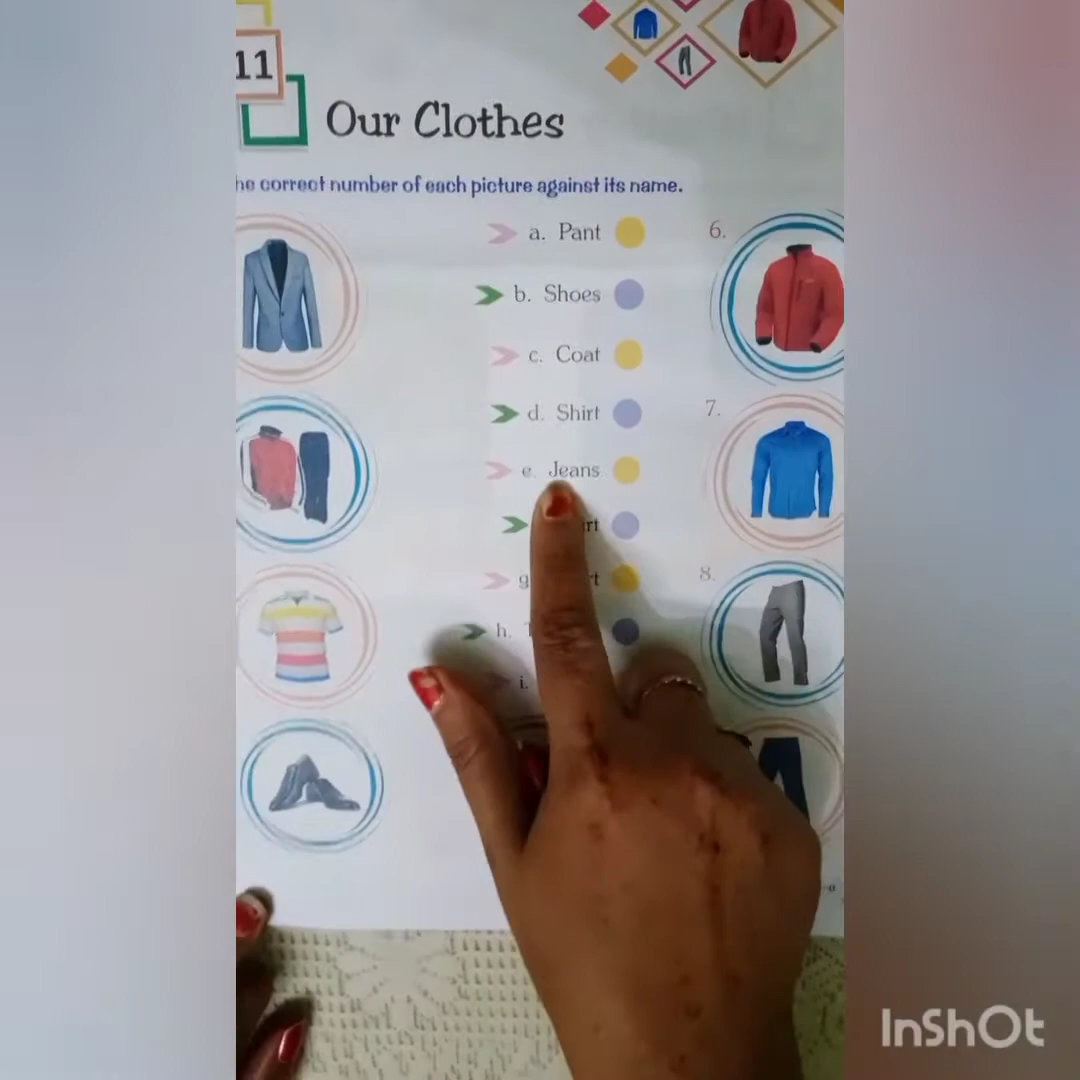 11
Our Clothes
correct number of each picture against its name.
a. Pant
b. Shoes
c. Coat
d. Shirt
e. Jeans
h.
i.
6.
7.
8.
InShOt